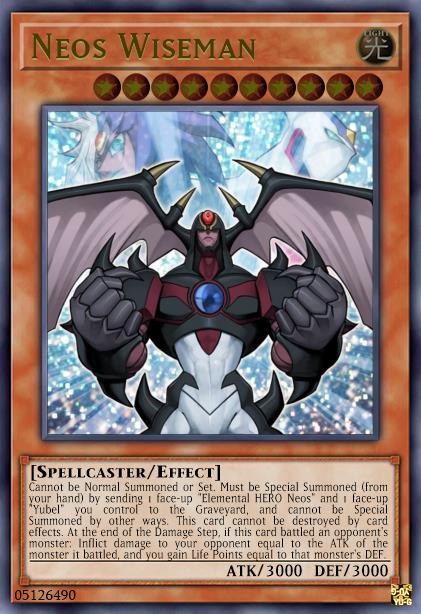 Neos Wiseman
LIGHT
光
[Spellcaster/Effect]
Cannot be Normal Summoned or Set. Must be Special Summoned (from
your hand) by sending 1 face-up "Elemental HERO Neos" and 1 face-up
"Yubel" you control to the Graveyard, and cannot be Special
Summoned by other ways. This card cannot be destroyed by card
effects. At the end of the Damage Step, if this card battled an opponent's
monster: Inflict damage to your opponent equal to the ATK of the
monster it battled, and you gain Life Points equal to that monster's DEF.
ATK/3000 DEF/3000
05126490